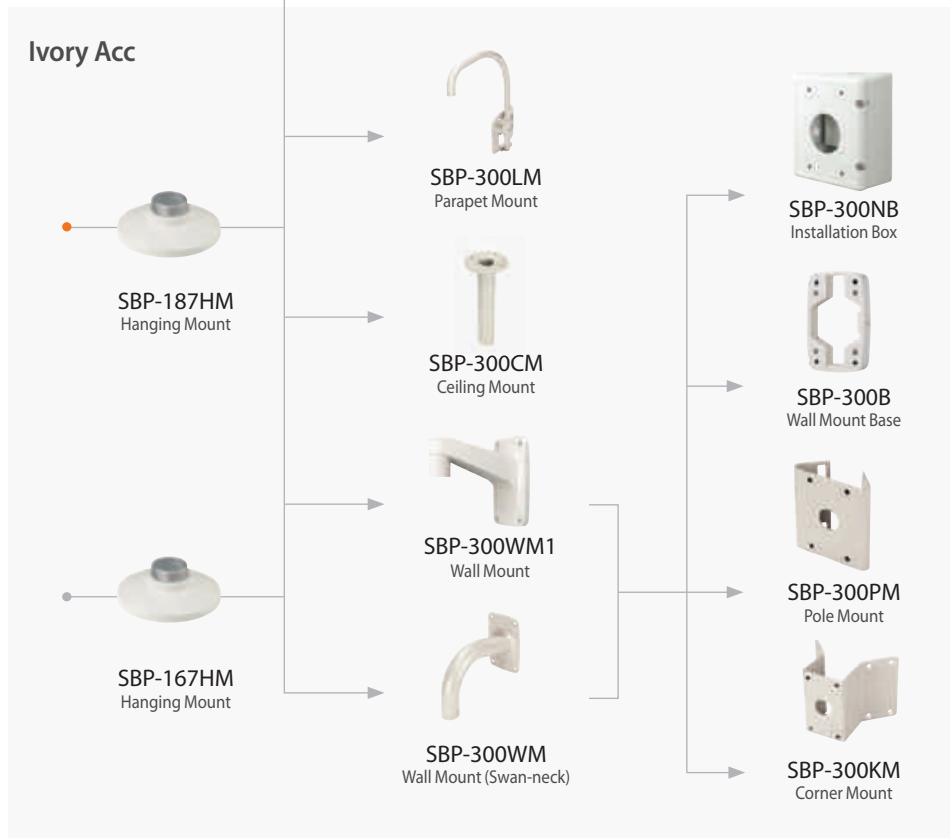 Ivory Acc
SBP-187HM
Hanging Mount
SBP-167HM
Hanging Mount
SBP-300LM
Parapet Mount
SBP-300CM
Ceiling Mount
SBP-300WM1
Wall Mount
SBP-300WM
Wall Mount (Swan-neck)
SBP-300NB
Installation Box
SBP-300B
Wall Mount Base
SBP-300PM
Pole Mount
SBP-300KM
Corner Mount